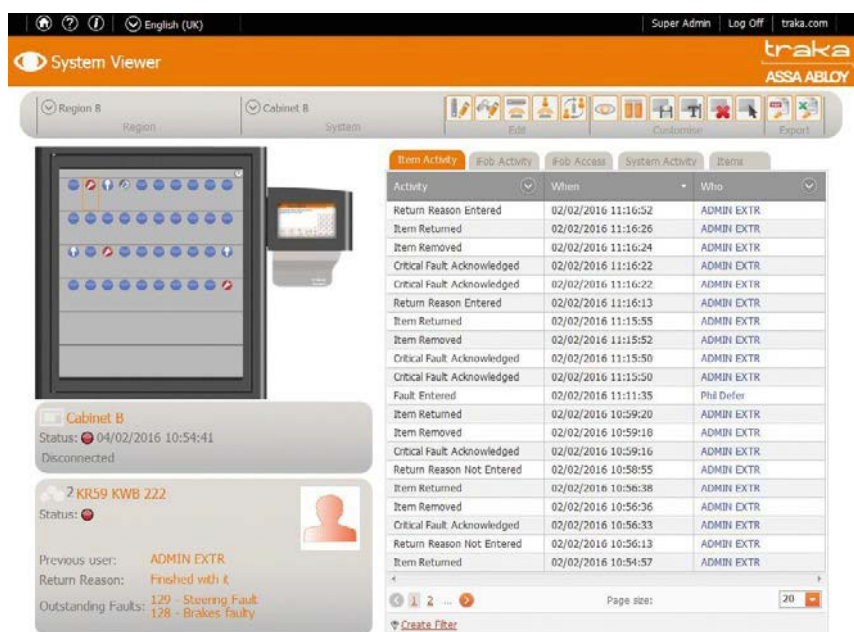 English (UK)
Super Admin
Log Off
traka.com
System Viewer
traka
ASSA ABLOY
Region 8
Region
Cabinet B
System
Edit
Customise
Export
Item Activity
iFob Activity
iFob Access
System Activity
Items
Activity When Who
Return Reason Entered 02/02/2016 11:16:52 ADMIN EXTR
Item Returned 02/02/2016 11:16:26 ADMIN EXTR
Item Removed 02/02/2016 11:16:24 ADMIN EXTR
Critical Fault Acknowledged 02/02/2016 11:16:22 ADMIN EXTR
Critical Fault Acknowledged 02/02/2016 11:16:22 ADMIN EXTR
Return Reason Entered 02/02/2016 11:16:13 ADMIN EXTR
Item Returned 02/02/2016 11:15:55 ADMIN EXTR
Item Removed 02/02/2016 11:15:52 ADMIN EXTR
Critical Fault Acknowledged 02/02/2016 11:15:50 ADMIN EXTR
Critical Fault Acknowledged 02/02/2016 11:15:50 ADMIN EXTR
Fault Entered 02/02/2016 11:11:35 Phil Defer
Item Returned 02/02/2016 10:59:20 ADMIN EXTR
Item Removed 02/02/2016 10:59:18 ADMIN EXTR
Critical Fault Acknowledged 02/02/2016 10:59:16 ADMIN EXTR
Return Reason Not Entered 02/02/2016 10:58:55 ADMIN EXTR
Item Returned 02/02/2016 10:56:38 ADMIN EXTR
Item Removed 02/02/2016 10:56:36 ADMIN EXTR
Critical Fault Acknowledged 02/02/2016 10:56:33 ADMIN EXTR
Return Reason Not Entered 02/02/2016 10:56:13 ADMIN EXTR
Item Returned 02/02/2016 10:54:57 ADMIN EXTR
1 2 ...
Page size: 20
Create Filter
Cabinet B
Status: 04/02/2016 10:54:41
Disconnected
2 KR59 KWB 222
Status:
Previous user: ADMIN EXTR
Return Reason: Finished with it
Outstanding Faults: 129 - Steering Fault
128 - Brakes faulty